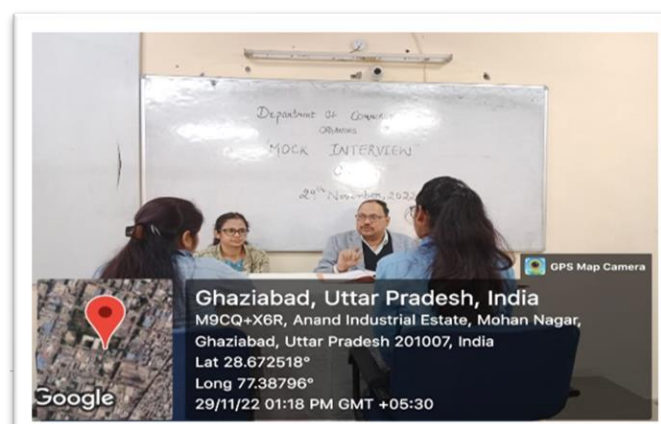 Department of
ORGANISES
"MOCK INTERVIEW"
29th November, 2022
GPS Map Camera
Ghaziabad, Uttar Pradesh, India
M9CQ+X6R, Anand Industrial Estate, Mohan Nagar,
Ghaziabad, Uttar Pradesh 201007, India
Lat 28.672518°
Long 77.38796°
29/11/22 01:18 PM GMT +05:30
Google